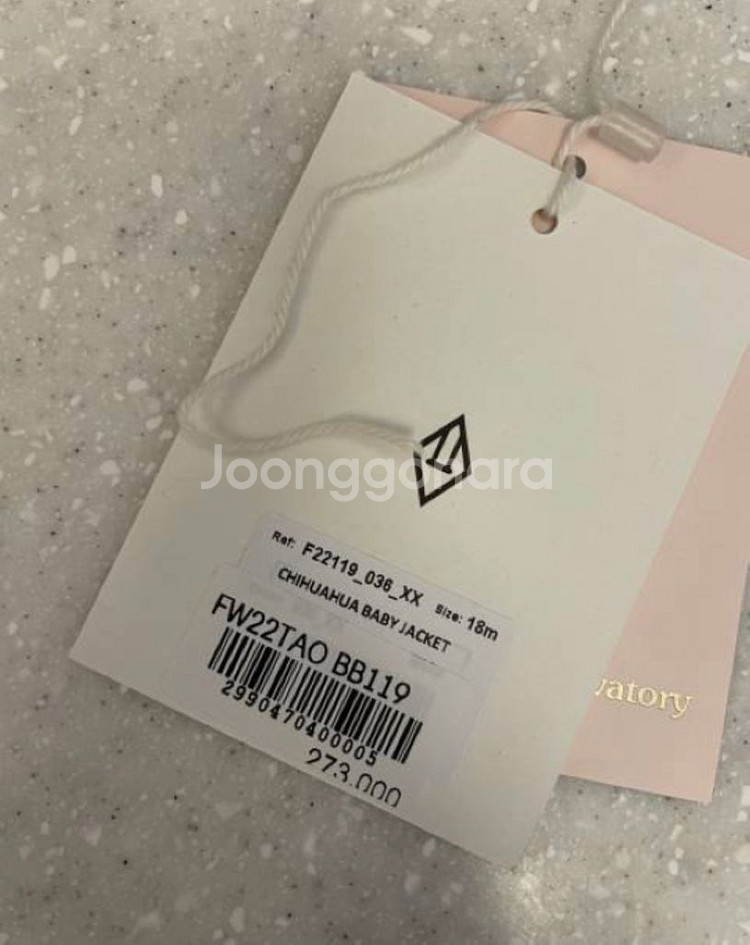 Joonggonara
Ref: F22119_036_XX Size: 18m
CHIHUAHUA BABY JACKET
FW22TAO BB119
2990470400005
273,000
vatory